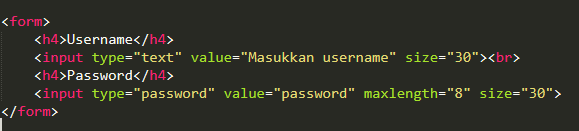 <form>
<h4>Username</h4>
<input type="text" value="Masukkan username" size="30"><br>
<h4>Password</h4>
<input type="password" value="password" maxlength="8" size="30">
</form>